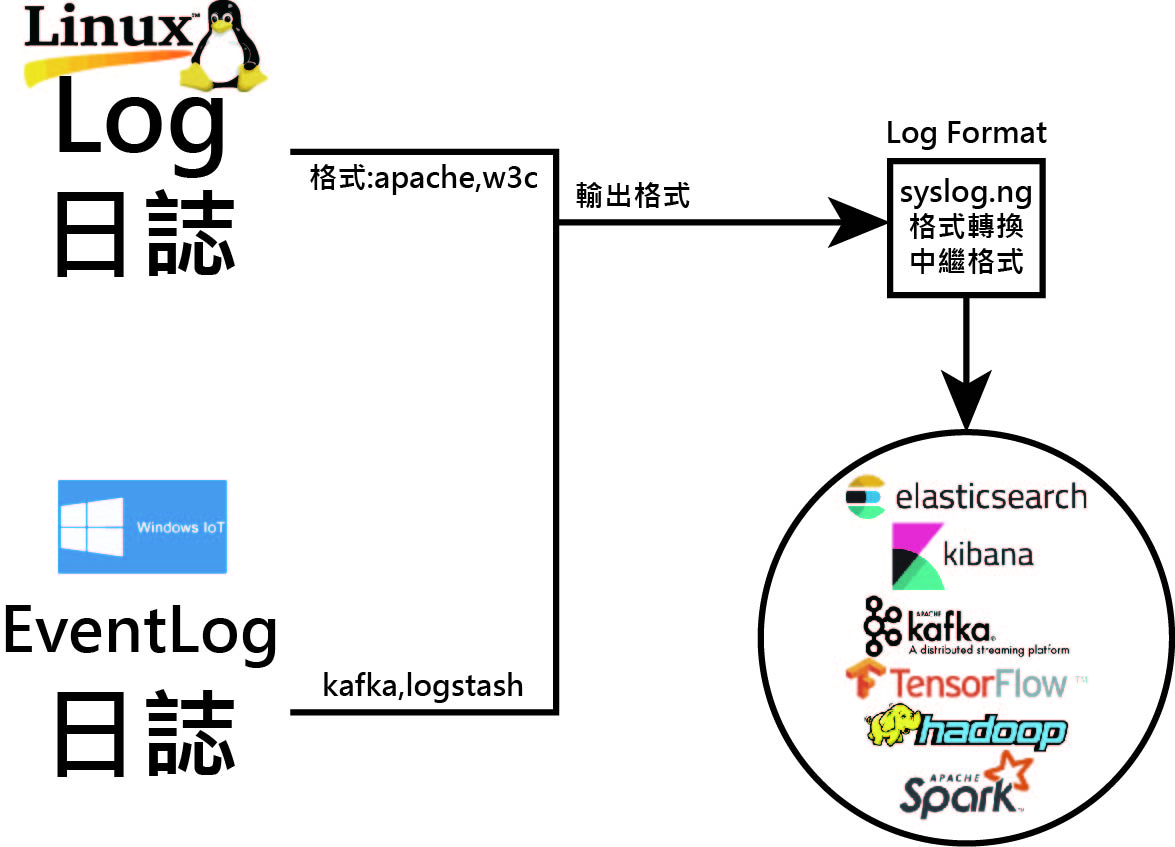 Linux™
Log
日誌
格式:apache,w3c
輸出格式
Log Format
syslog.ng
格式轉換
中繼格式
Windows IoT
EventLog
日誌
kafka,logstash
elasticsearch
kibana
APACHE
kafka®
A distributed streaming platform
TensorFlow™
hadoop
APACHE
Spark™